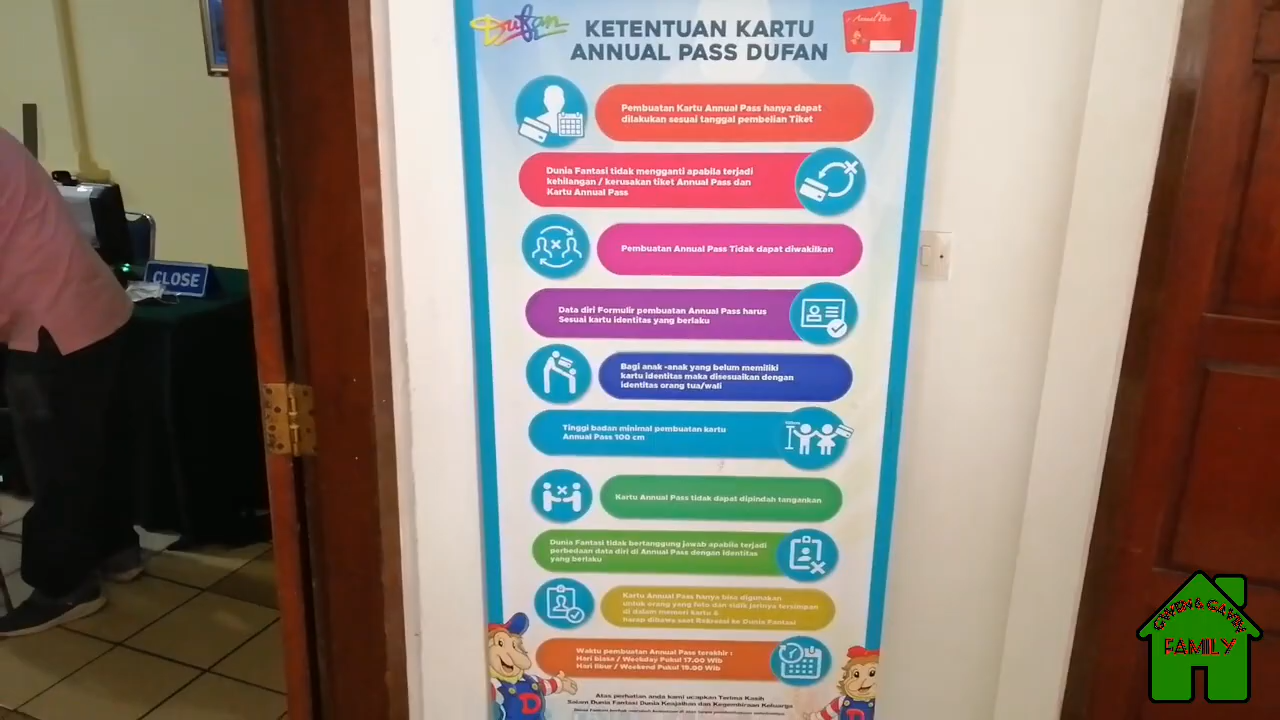 Dufan
KETENTUAN KARTU
ANNUAL PASS DUFAN
Annual Pass
Pembuatan Kartu Annual Pass hanya dapat
dilakukan sesuai tanggal pembelian Tiket
Dunia Fantasi tidak mengganti apabila terjadi
kehilangan / kerusakan tiket Annual Pass dan
Kartu Annual Pass
Pembuatan Annual Pass Tidak dapat diwakilkan
CLOSE
Data diri Formulir pembuatan Annual Pass harus
Sesuai kartu identitas yang berlaku
Bagi anak -anak yang belum memiliki
kartu identitas maka disesuaikan dengan
identitas orang tua/wali
Tinggi badan minimal pembuatan kartu
Annual Pass 100 cm
Kartu Annual Pass tidak dapat dipindah tangankan
Dunia Fantasi tidak bertanggung jawab apabila terjadi
perbedaan data diri di Annual Pass dengan identitas
yang berlaku
Kartu Annual Pass hanya bisa digunakan
untuk orang yang foto dan sidik jarinya tersimpan
di dalam memori kartu &
harap dibawa saat Rekreasi ke Dunia Fantasi
Waktu pembuatan Annual Pass terakhir :
Hari biasa / Weekday Pukul 17.00 WIB
Hari libur / Weekend Pukul 19.00 WIB
Atas perhatian anda kami ucapkan Terima Kasih
Salam Dunia Fantasi Dunia Keajaiban dan Kegembiraan Keluarga
D
D
FAMILY